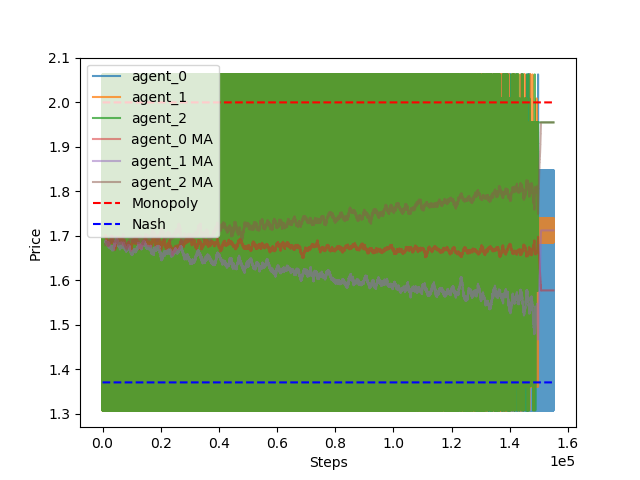 2.1
2.0
1.9
1.8
1.7
1.6
1.5
1.4
1.3
Price
agent_0
agent_1
agent_2
agent_0 MA
agent_1 MA
agent_2 MA
Monopoly
Nash
0.0 0.2 0.4 0.6 0.8 1.0 1.2 1.4 1.6
1e5
Steps